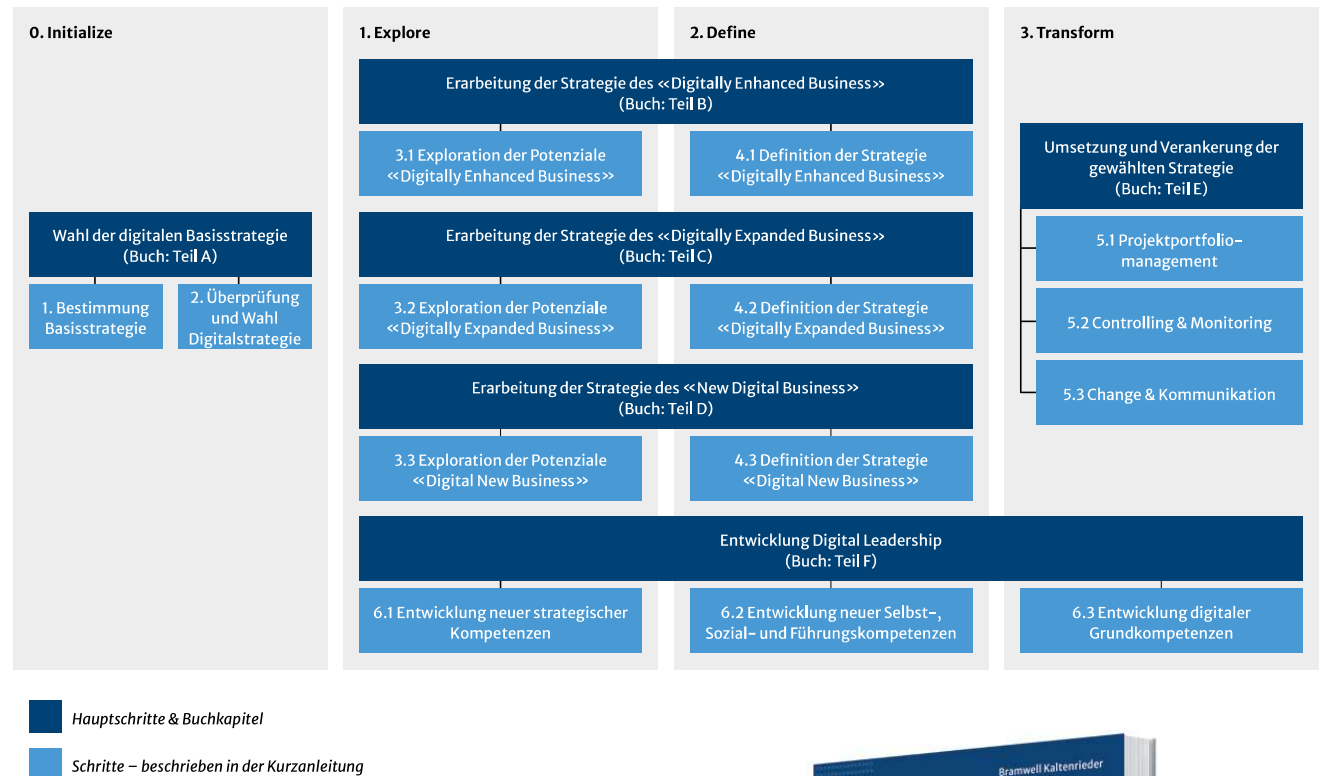 0. Initialize
1. Explore
2. Define
3. Transform
Erarbeitung der Strategie des «Digitally Enhanced Business»
(Buch: Teil B)
3.1 Exploration der Potenziale
«Digitally Enhanced Business»
4.1 Definition der Strategie
«Digitally Enhanced Business»
Umsetzung und Verankerung der
gewählten Strategie
(Buch: Teil E)
Wahl der digitalen Basisstrategie
(Buch: Teil A)
1. Bestimmung
Basisstrategie
2. Überprüfung
und Wahl
Digitalstrategie
Erarbeitung der Strategie des «Digitally Expanded Business»
(Buch: Teil C)
3.2 Exploration der Potenziale
«Digitally Expanded Business»
4.2 Definition der Strategie
«Digitally Expanded Business»
5.1 Projektportfolio-
management
5.2 Controlling & Monitoring
5.3 Change & Kommunikation
Erarbeitung der Strategie des «New Digital Business»
(Buch: Teil D)
3.3 Exploration der Potenziale
«Digital New Business»
4.3 Definition der Strategie
«Digital New Business»
Entwicklung Digital Leadership
(Buch: Teil F)
6.1 Entwicklung neuer strategischer
Kompetenzen
6.2 Entwicklung neuer Selbst-,
Sozial- und Führungskompetenzen
6.3 Entwicklung digitaler
Grundkompetenzen
Hauptschritte & Buchkapitel
Schritte – beschrieben in der Kurzanleitung
Bramwell Kaltenrieder